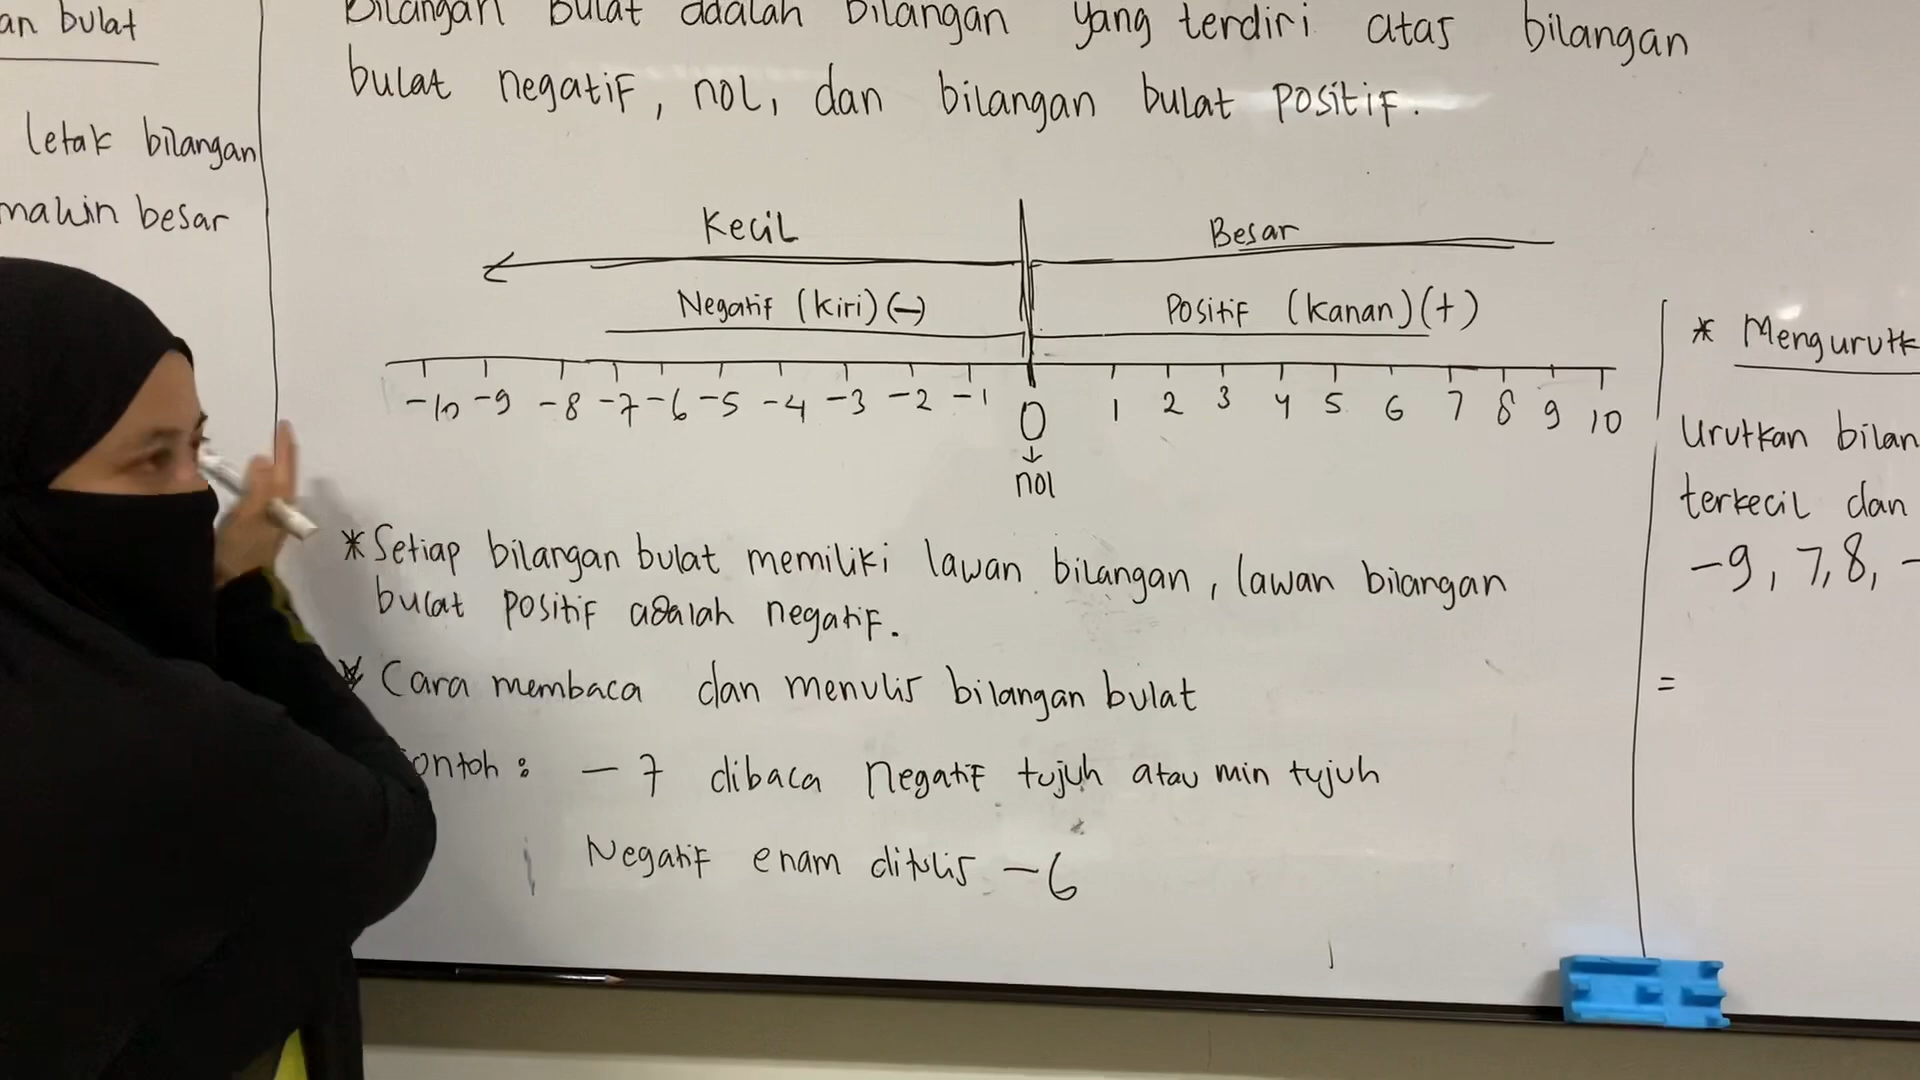 an bulat
letak bilangan
makin besar
Bilangan bulat adalah bilangan yang terdiri atas bilangan
bulat negatif, nol, dan bilangan bulat positif.
Kecil Besar
Negatif (kiri) (-) Positif (kanan) (+)
-10 -9 -8 -7 -6 -5 -4 -3 -2 -1 0 1 2 3 4 5 6 7 8 9 10
nol
* Setiap bilangan bulat memiliki lawan bilangan, lawan bilangan
bulat positif adalah negatif.
* Cara membaca dan menulis bilangan bulat
ontoh : -7 dibaca negatif tujuh atau min tujuh
Negatif enam ditulis -6
* Mengurutk
Urutkan bilan
terkecil dan
-9, 7, 8, -
=